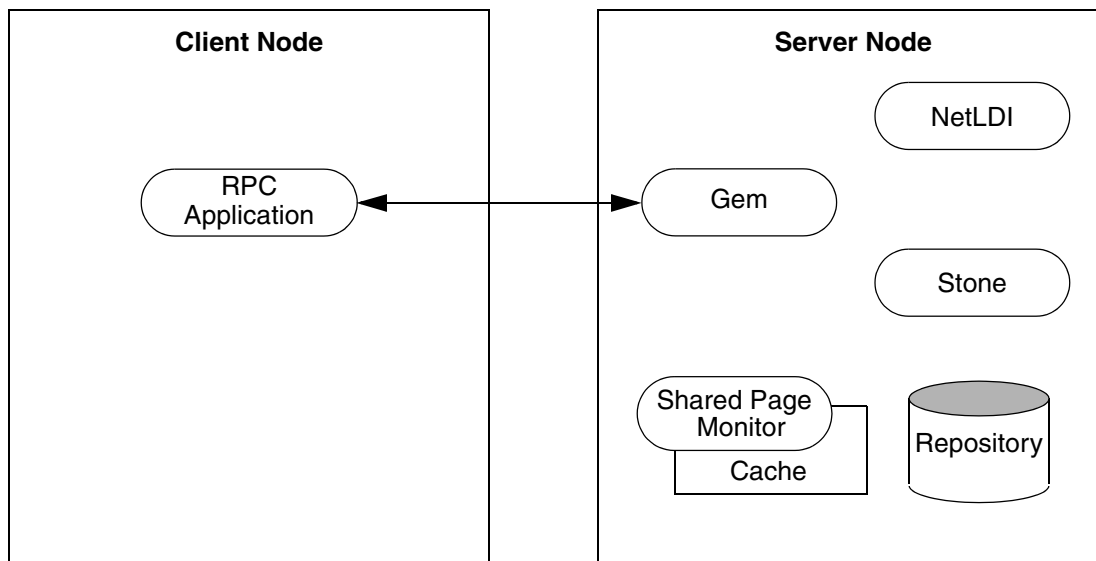 Client Node
Server Node
NetLDI
RPC
Application
Gem
Stone
Shared Page
Monitor
Cache
Repository